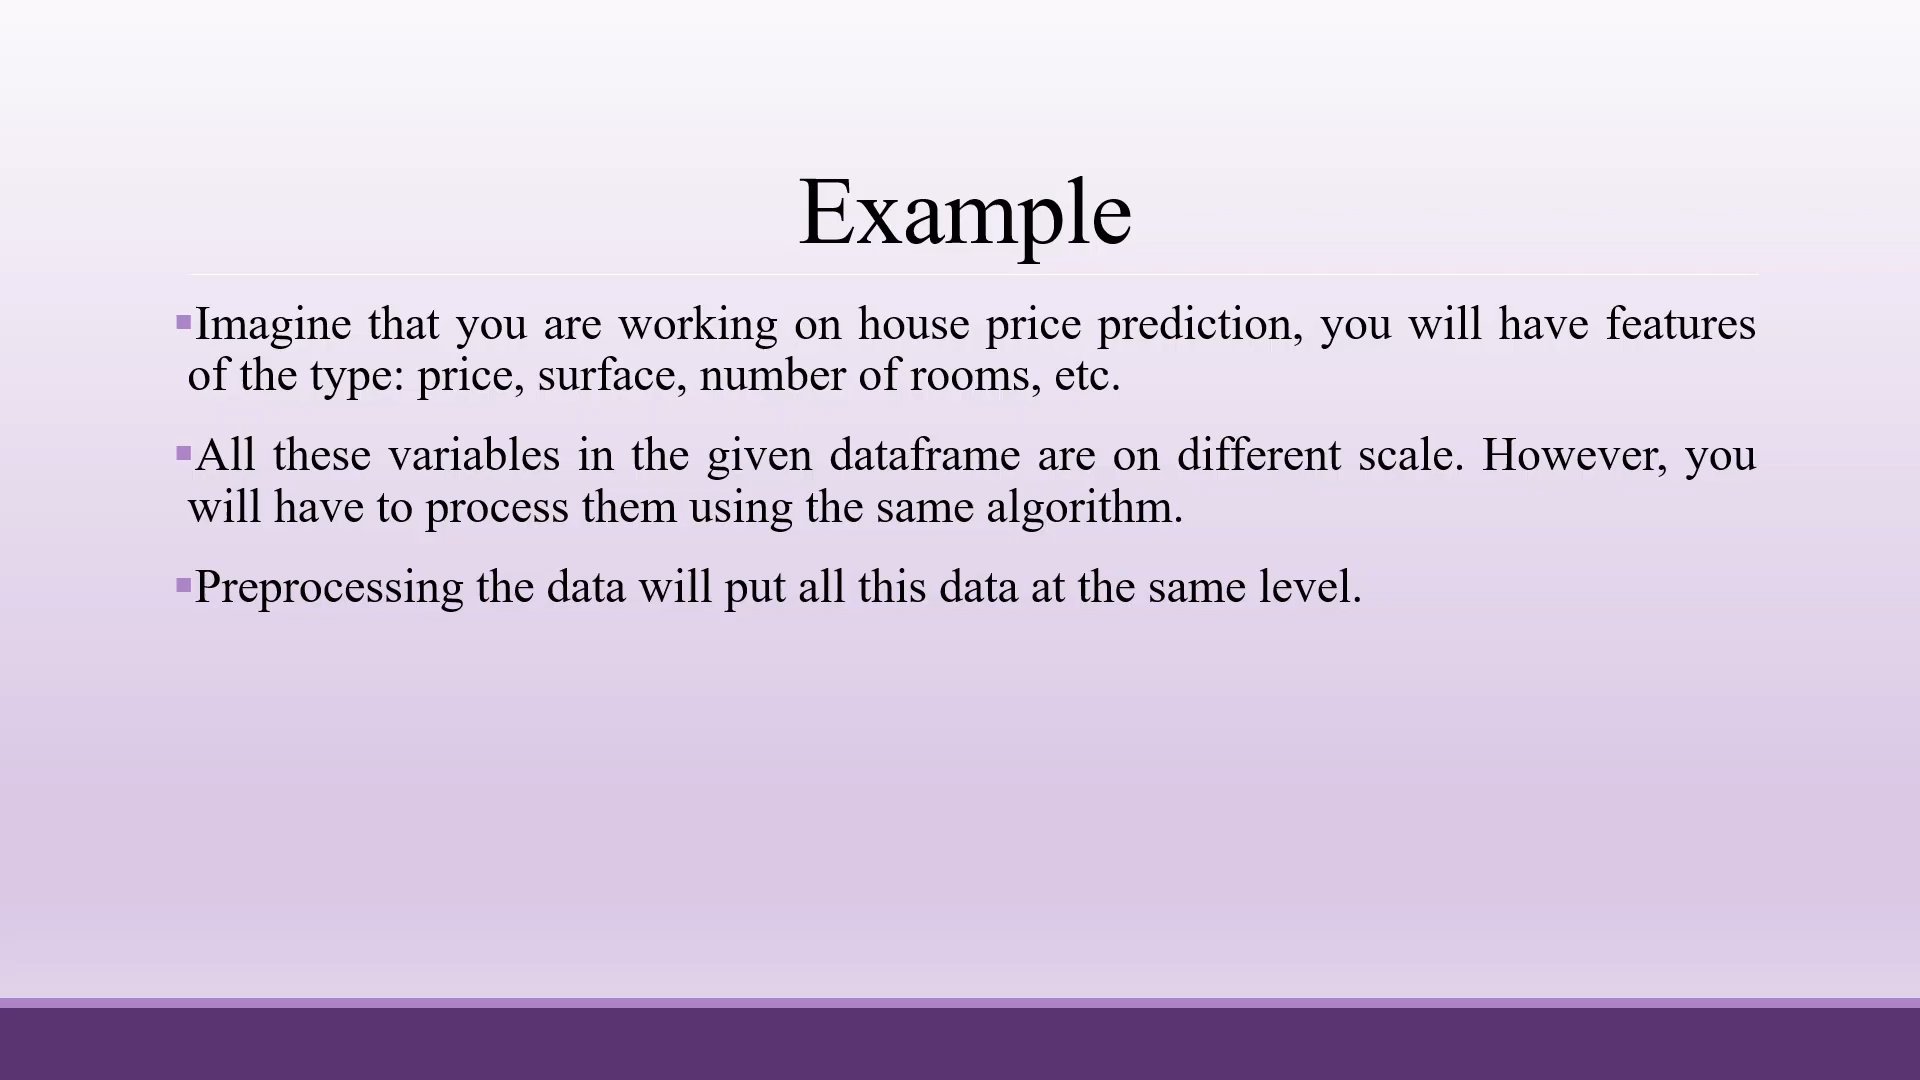 Example
▪Imagine that you are working on house price prediction, you will have features
of the type: price, surface, number of rooms, etc.
▪All these variables in the given dataframe are on different scale. However, you
will have to process them using the same algorithm.
▪Preprocessing the data will put all this data at the same level.